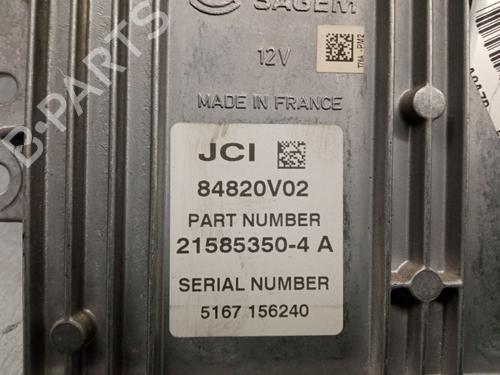 SAGEM
12V
MADE IN FRANCE
JCI
84820V02
PART NUMBER
21585350-4 A
SERIAL NUMBER
5167 156240
B-PARTS